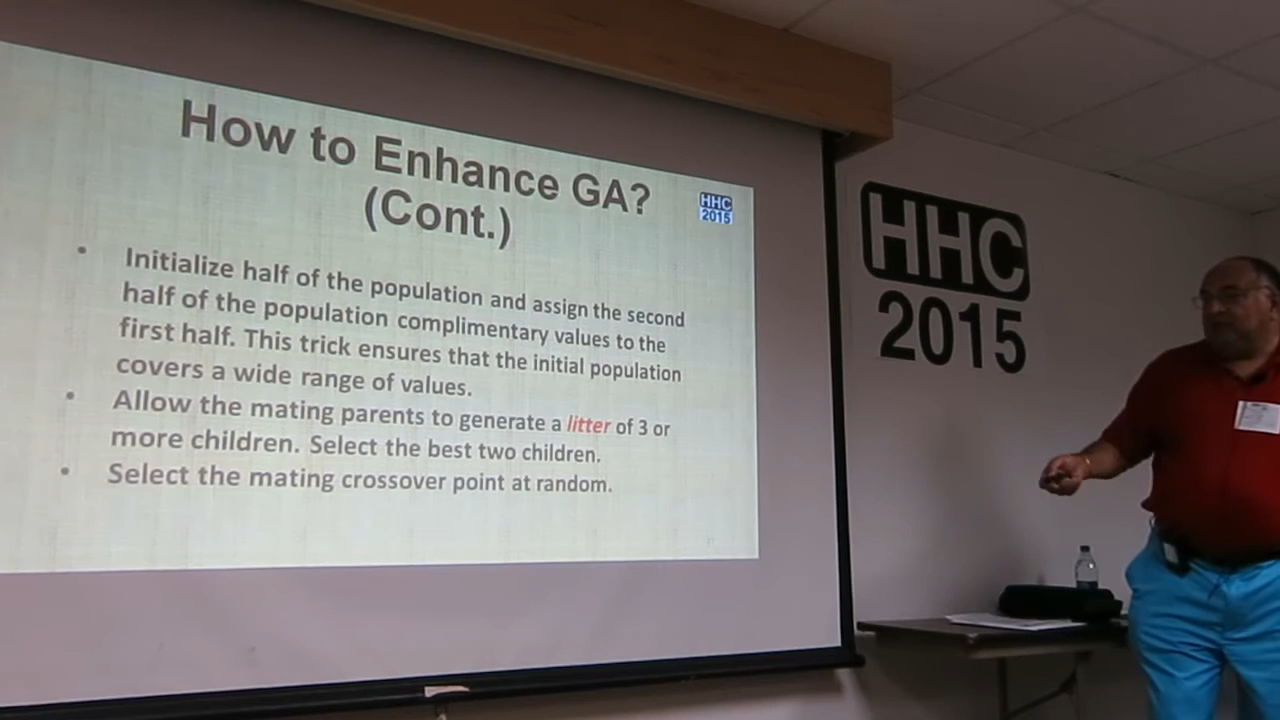 How to Enhance GA?
(Cont.)
HHC
2015
• Initialize half of the population and assign the second
half of the population complimentary values to the
first half. This trick ensures that the initial population
covers a wide range of values.
• Allow the mating parents to generate a litter of 3 or
more children. Select the best two children.
• Select the mating crossover point at random.
HHC
2015